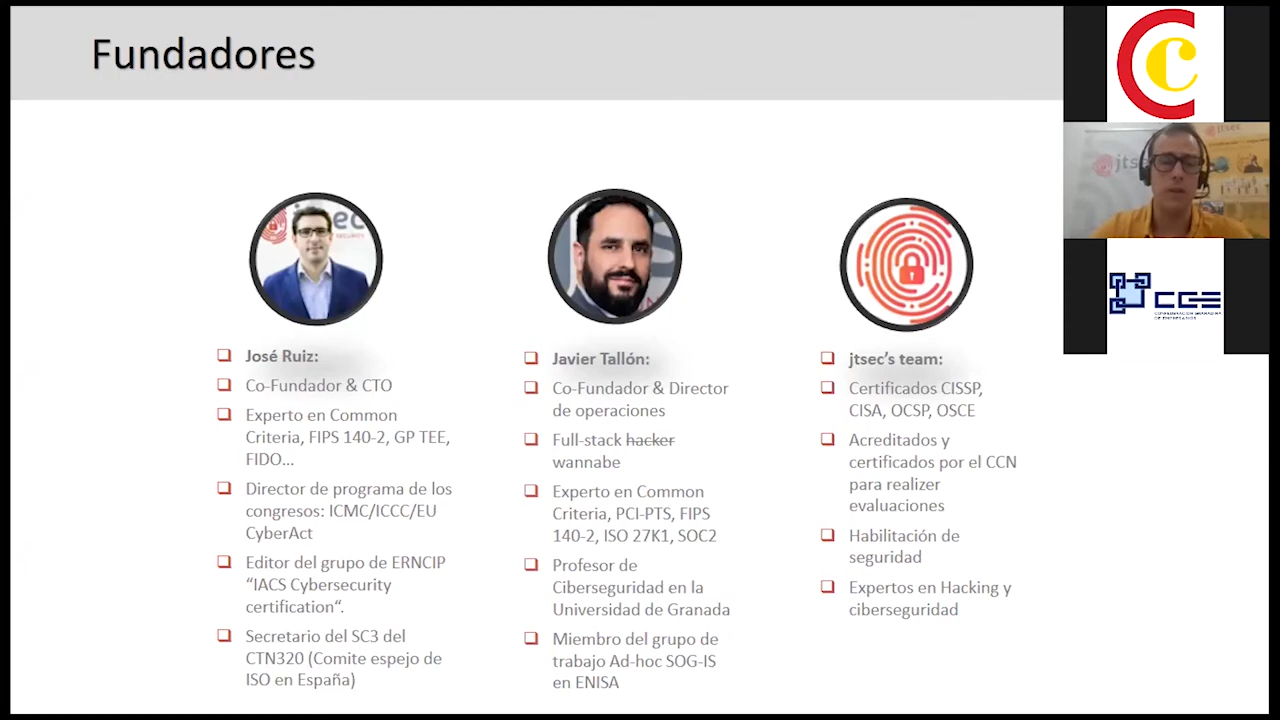 Fundadores
José Ruiz:
Co-Fundador & CTO
Experto en Common
Criteria, FIPS 140-2, GP TEE,
FIDO...
Director de programa de los
congresos: ICMC/ICCC/EU
CyberAct
Editor del grupo de ERNCIP
“IACS Cybersecurity
certification“.
Secretario del SC3 del
CTN320 (Comite espejo de
ISO en España)
Javier Tallón:
Co-Fundador & Director
de operaciones
Full-stack hacker
wannabe
Experto en Common
Criteria, PCI-PTS, FIPS
140-2, ISO 27K1, SOC2
Profesor de
Ciberseguridad en la
Universidad de Granada
Miembro del grupo de
trabajo Ad-hoc SOG-IS
en ENISA
jtsec’s team:
Certificados CISSP,
CISA, OCSP, OSCE
Acreditados y
certificados por el CCN
para realizer
evaluaciones
Habilitación de
seguridad
Expertos en Hacking y
ciberseguridad
jtsec
CGE
CONFEDERACIÓN GRANADINA
DE EMPRESARIOS